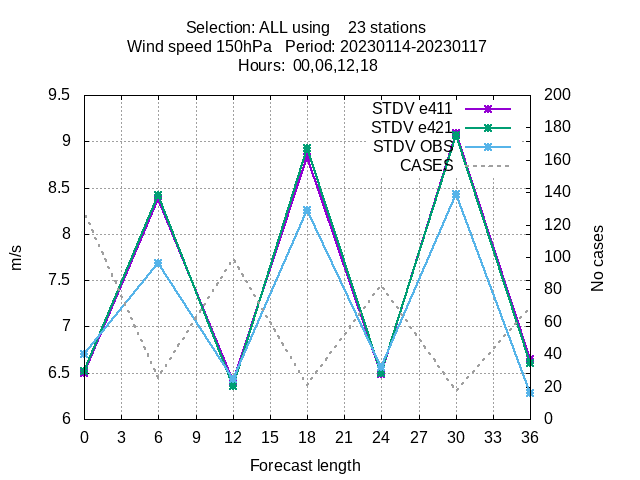 Selection: ALL using    23 stations
Wind speed 150hPa   Period: 20230114-20230117
Hours:  00,06,12,18
STDV e411
STDV e421
STDV OBS
CASES
m/s
9.5
9
8.5
8
7.5
7
6.5
6
200
180
160
140
120
100
80
60
40
20
0
No cases
0 3 6 9 12 15 18 21 24 27 30 33 36
Forecast length